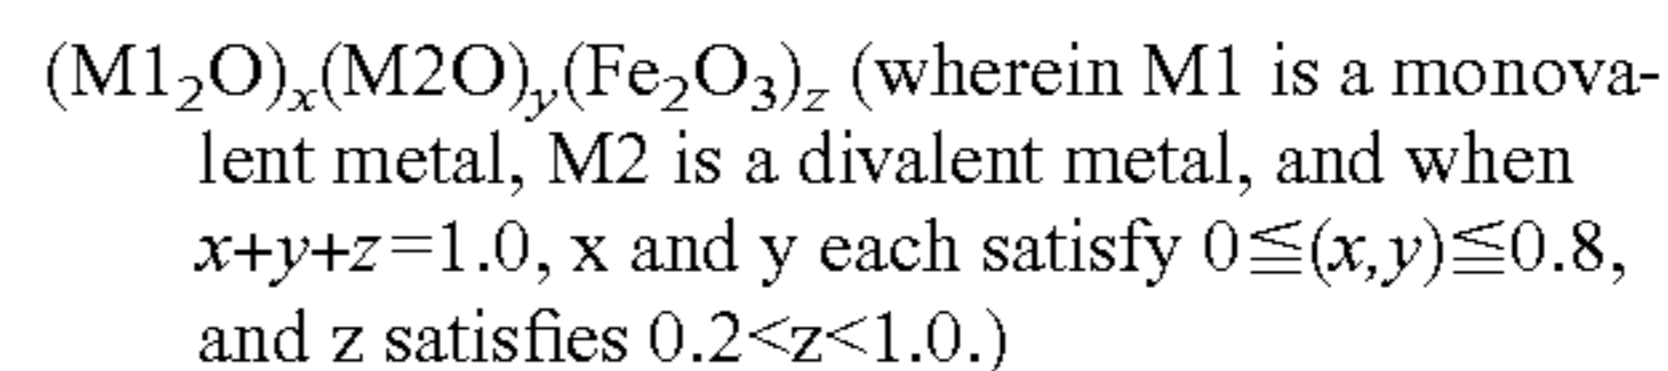 (M1₂O)ₓ(M2O)ᵧ(Fe₂O₃)z (wherein M1 is a monova-
lent metal, M2 is a divalent metal, and when
x+y+z=1.0, x and y each satisfy 0≦(x,y)≦0.8,
and z satisfies 0.2<z<1.0.)